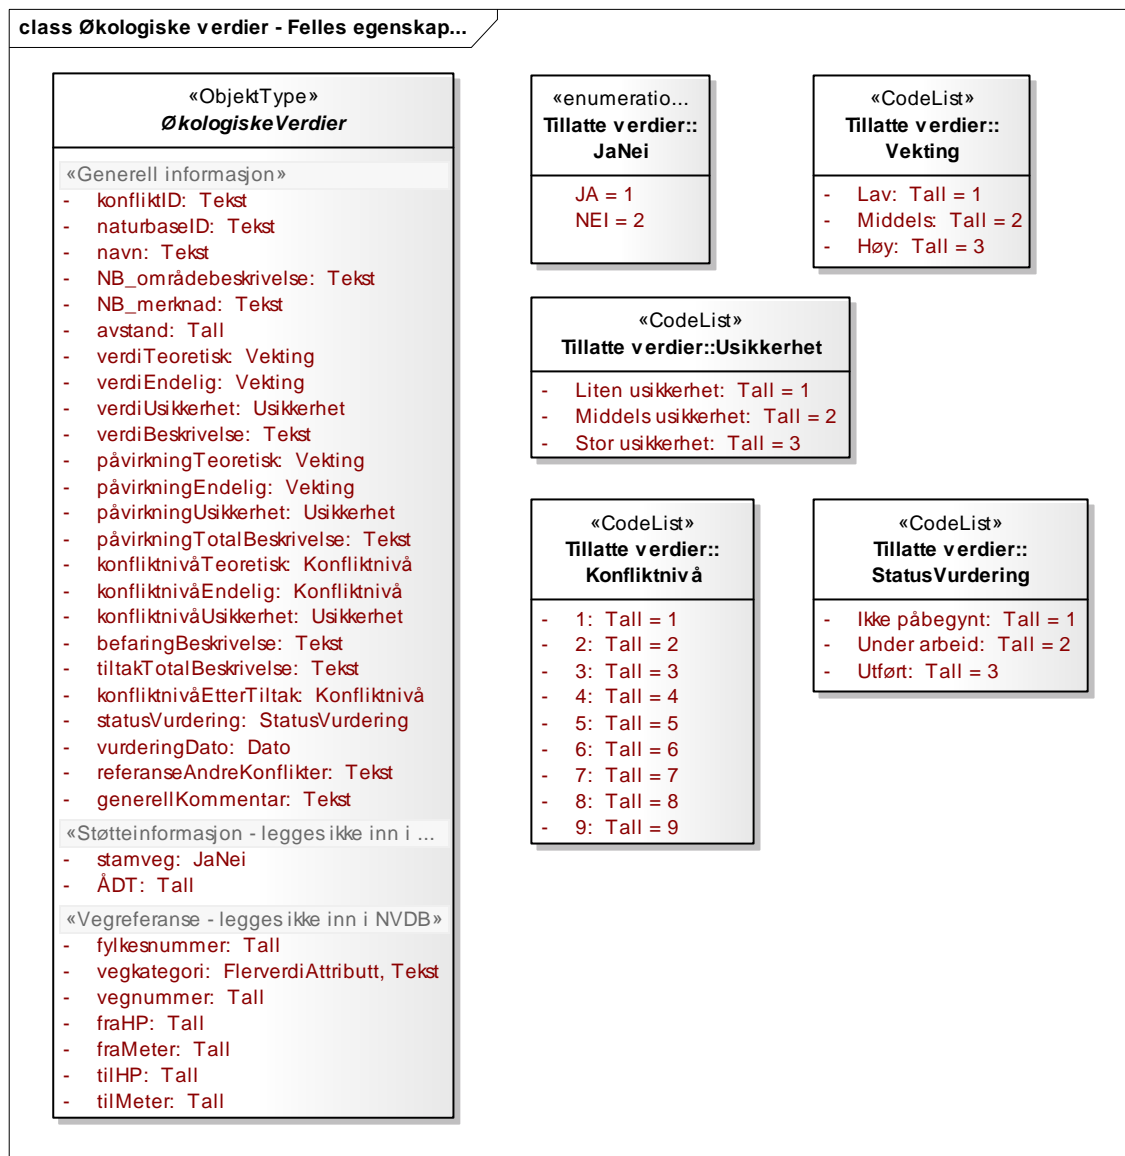 class Økologiske verdier - Felles egenskap...
«ObjektType»
ØkologiskeVerdier
«Generell informasjon»
- konfliktID: Tekst
- naturbaseID: Tekst
- navn: Tekst
- NB_områdebeskrivelse: Tekst
- NB_merknad: Tekst
- avstand: Tall
- verdiTeoretisk: Vekting
- verdiEndelig: Vekting
- verdiUsikkerhet: Usikkerhet
- verdiBeskrivelse: Tekst
- påvirkningTeoretisk: Vekting
- påvirkningEndelig: Vekting
- påvirkningUsikkerhet: Usikkerhet
- påvirkningTotalBeskrivelse: Tekst
- konfliktnivåTeoretisk: Konfliktnivå
- konfliktnivåEndelig: Konfliktnivå
- konfliktnivåUsikkerhet: Usikkerhet
- befaringBeskrivelse: Tekst
- tiltakTotalBeskrivelse: Tekst
- konfliktnivåEtterTiltak: Konfliktnivå
- statusVurdering: StatusVurdering
- vurderingDato: Dato
- referanseAndreKonflikter: Tekst
- generellKommentar: Tekst
«Støtteinformasjon - legges ikke inn i ...
- stamveg: JaNei
- ÅDT: Tall
«Vegreferanse - legges ikke inn i NVDB»
- fylkesnummer: Tall
- vegkategori: FlerverdiAttributt, Tekst
- vegnummer: Tall
- fraHP: Tall
- fraMeter: Tall
- tilHP: Tall
- tilMeter: Tall
«enumeratio...
Tillatte verdier::
JaNei
JA = 1
NEI = 2
«CodeList»
Tillatte verdier::
Vekting
- Lav: Tall = 1
- Middels: Tall = 2
- Høy: Tall = 3
«CodeList»
Tillatte verdier::Usikkerhet
- Liten usikkerhet: Tall = 1
- Middels usikkerhet: Tall = 2
- Stor usikkerhet: Tall = 3
«CodeList»
Tillatte verdier::
Konfliktnivå
- 1: Tall = 1
- 2: Tall = 2
- 3: Tall = 3
- 4: Tall = 4
- 5: Tall = 5
- 6: Tall = 6
- 7: Tall = 7
- 8: Tall = 8
- 9: Tall = 9
«CodeList»
Tillatte verdier::
StatusVurdering
- Ikke påbegynt: Tall = 1
- Under arbeid: Tall = 2
- Utført: Tall = 3